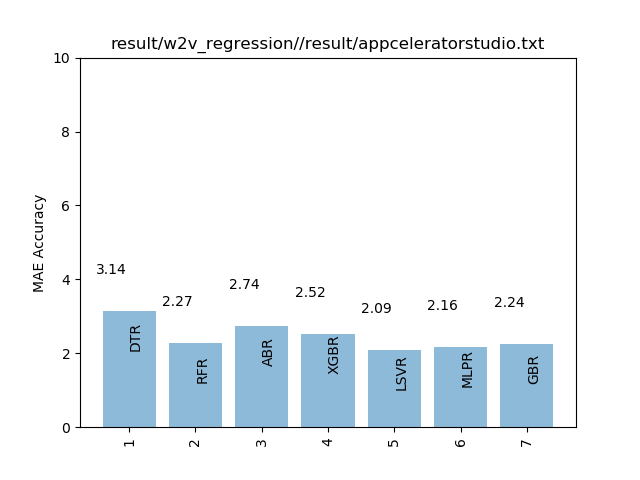 result/w2v_regression//result/appceleratorstudio.txt
MAE Accuracy
10
8
6
4
2
0
3.14
2.27
2.74
2.52
2.09
2.16
2.24
DTR
RFR
ABR
XGBR
LSVR
MLPR
GBR
1
2
3
4
5
6
7